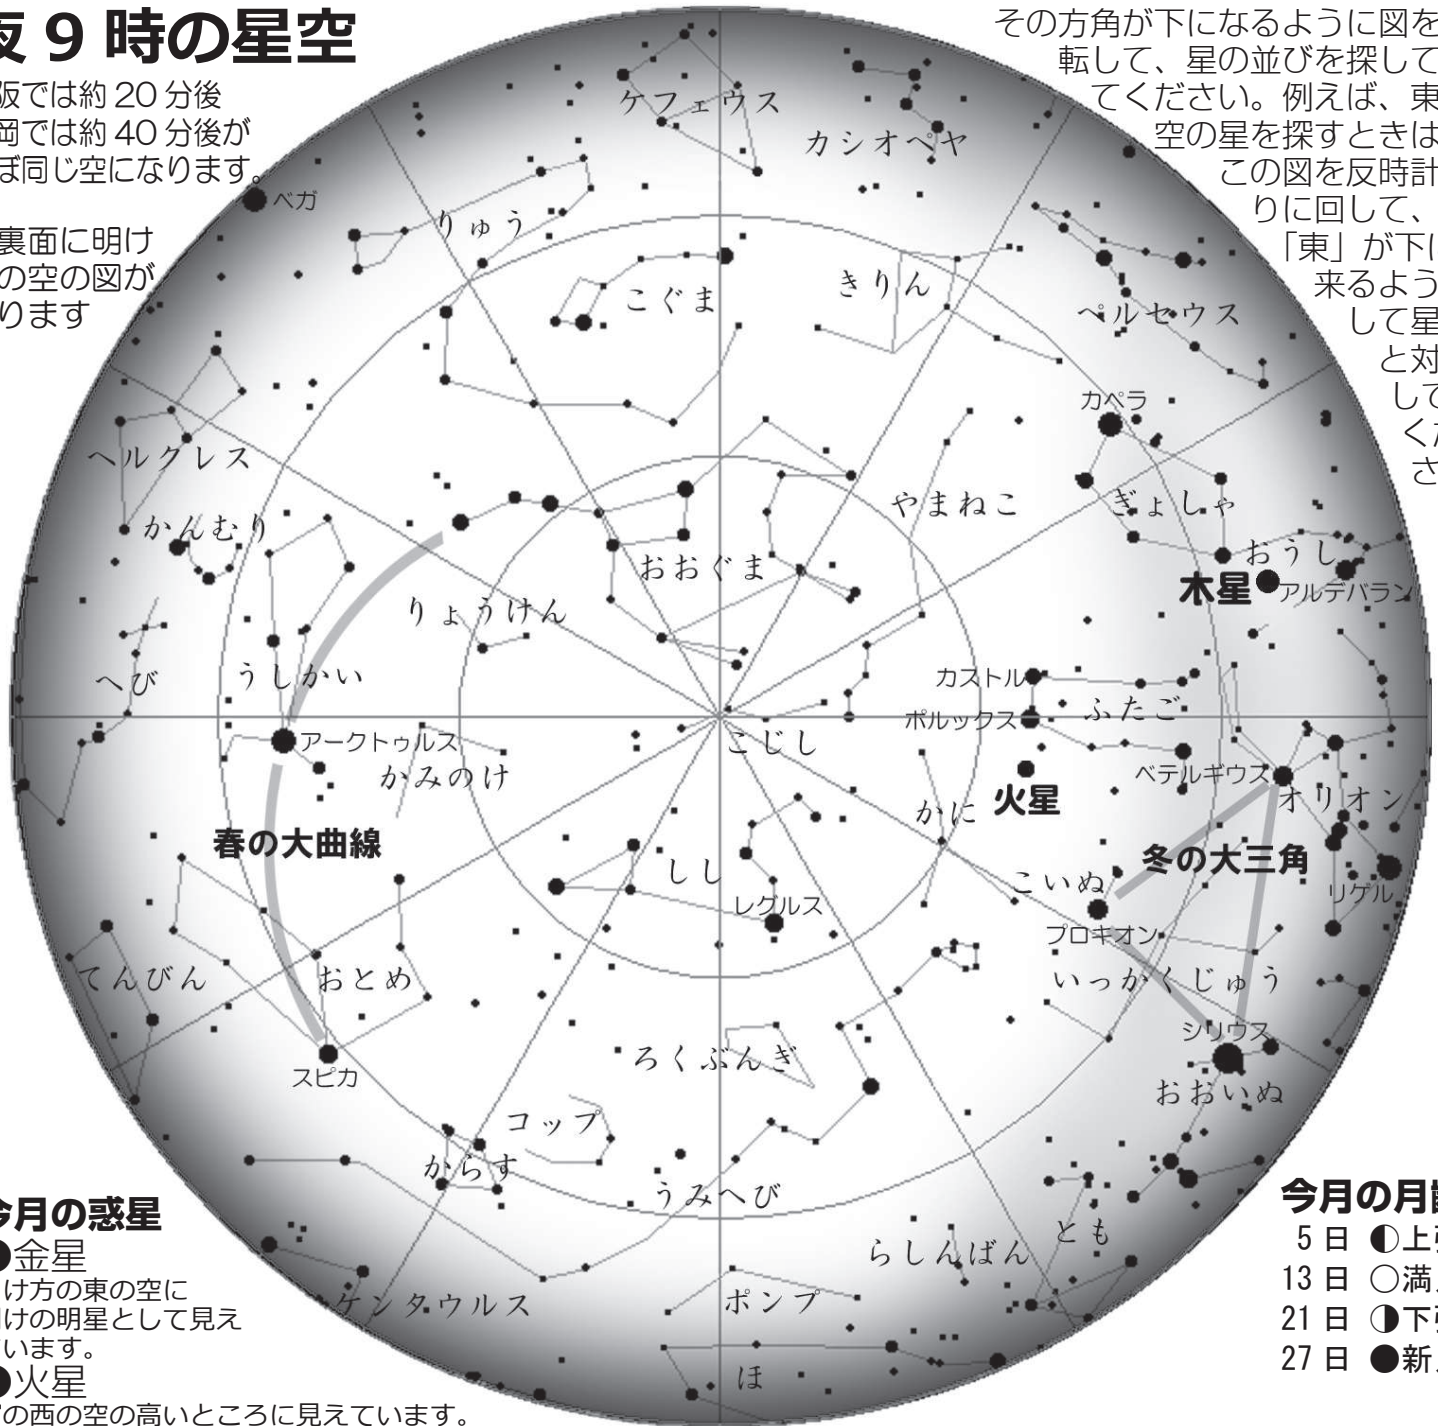 夜 9 時の星空
阪では約 20 分後
岡では約 40 分後が
ぼ同じ空になります。
裏面に明け
の空の図が
ります
その方角が下になるように図を
転して、星の並びを探して
てください。例えば、東
空の星を探すときは
この図を反時計
りに回して、
「東」が下に
来るよう
して星
と対
して
くだ
さ
ケフェウス
カシオペヤ
ベガ
りゅう
こぐま
きりん
ペルセウス
カペラ
ヘルクレス
ぎょしゃ
やまねこ
かんむり
おおぐま
おうし
木星
アルデバラン
りょうけん
へび
うしかい
カストル
ポルックス
ふたご
アークトゥルス
こじし
かみのけ
ベテルギウス
オリオン
火星
かに
春の大曲線
冬の大三角
しし
こいぬ
リゲル
レグルス
プロキオン
てんびん
おとめ
いっかくじゅう
シリウス
ろくぶんぎ
スピカ
おおいぬ
コップ
からす
うみへび
とも
らしんばん
ケンタウルス
ポンプ
ほ
今月の惑星
●金星
け方の東の空に
けの明星として見え
います。
●火星
の西の空の高いところに見えています。
今月の月齢
5 日 ◐上弦
13 日 ○満月
21 日 ◑下弦
27 日 ●新月